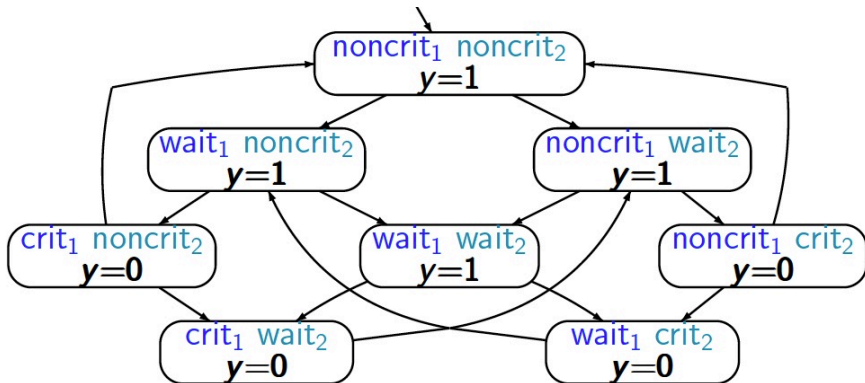 noncrit₁ noncrit₂
y=1
wait₁ noncrit₂
y=1
noncrit₁ wait₂
y=1
crit₁ noncrit₂
y=0
wait₁ wait₂
y=1
noncrit₁ crit₂
y=0
crit₁ wait₂
y=0
wait₁ crit₂
y=0